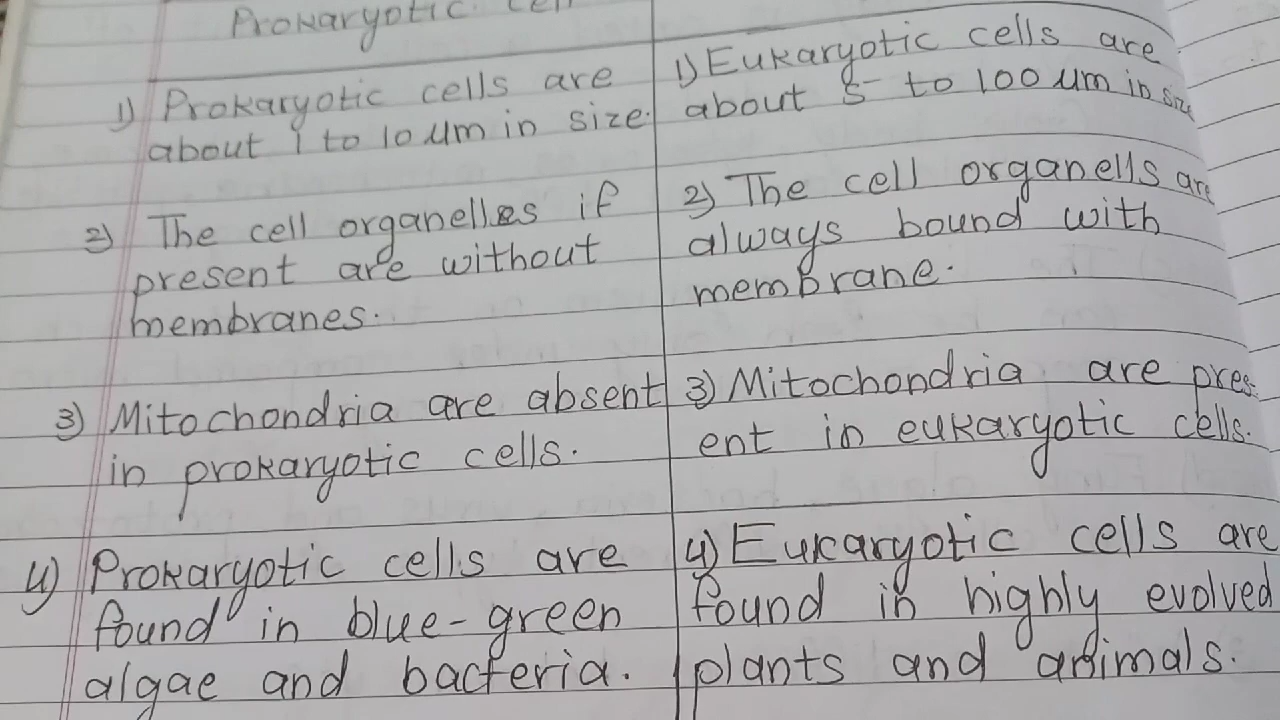 Prokaryotic Cell
1) Prokaryotic cells are
about 1 to 10 um in size.
2) The cell organelles if
present are without
membranes.
3) Mitochondria are absent
in prokaryotic cells.
4) Prokaryotic cells are
found in blue-green
algae and bacteria.
1) Eukaryotic cells are
about 5 to 100 um in size
2) The cell organells are
always bound with
membrane.
3) Mitochondria are pres-
ent in eukaryotic cells.
4) Eukaryotic cells are
found in highly evolved
plants and animals.